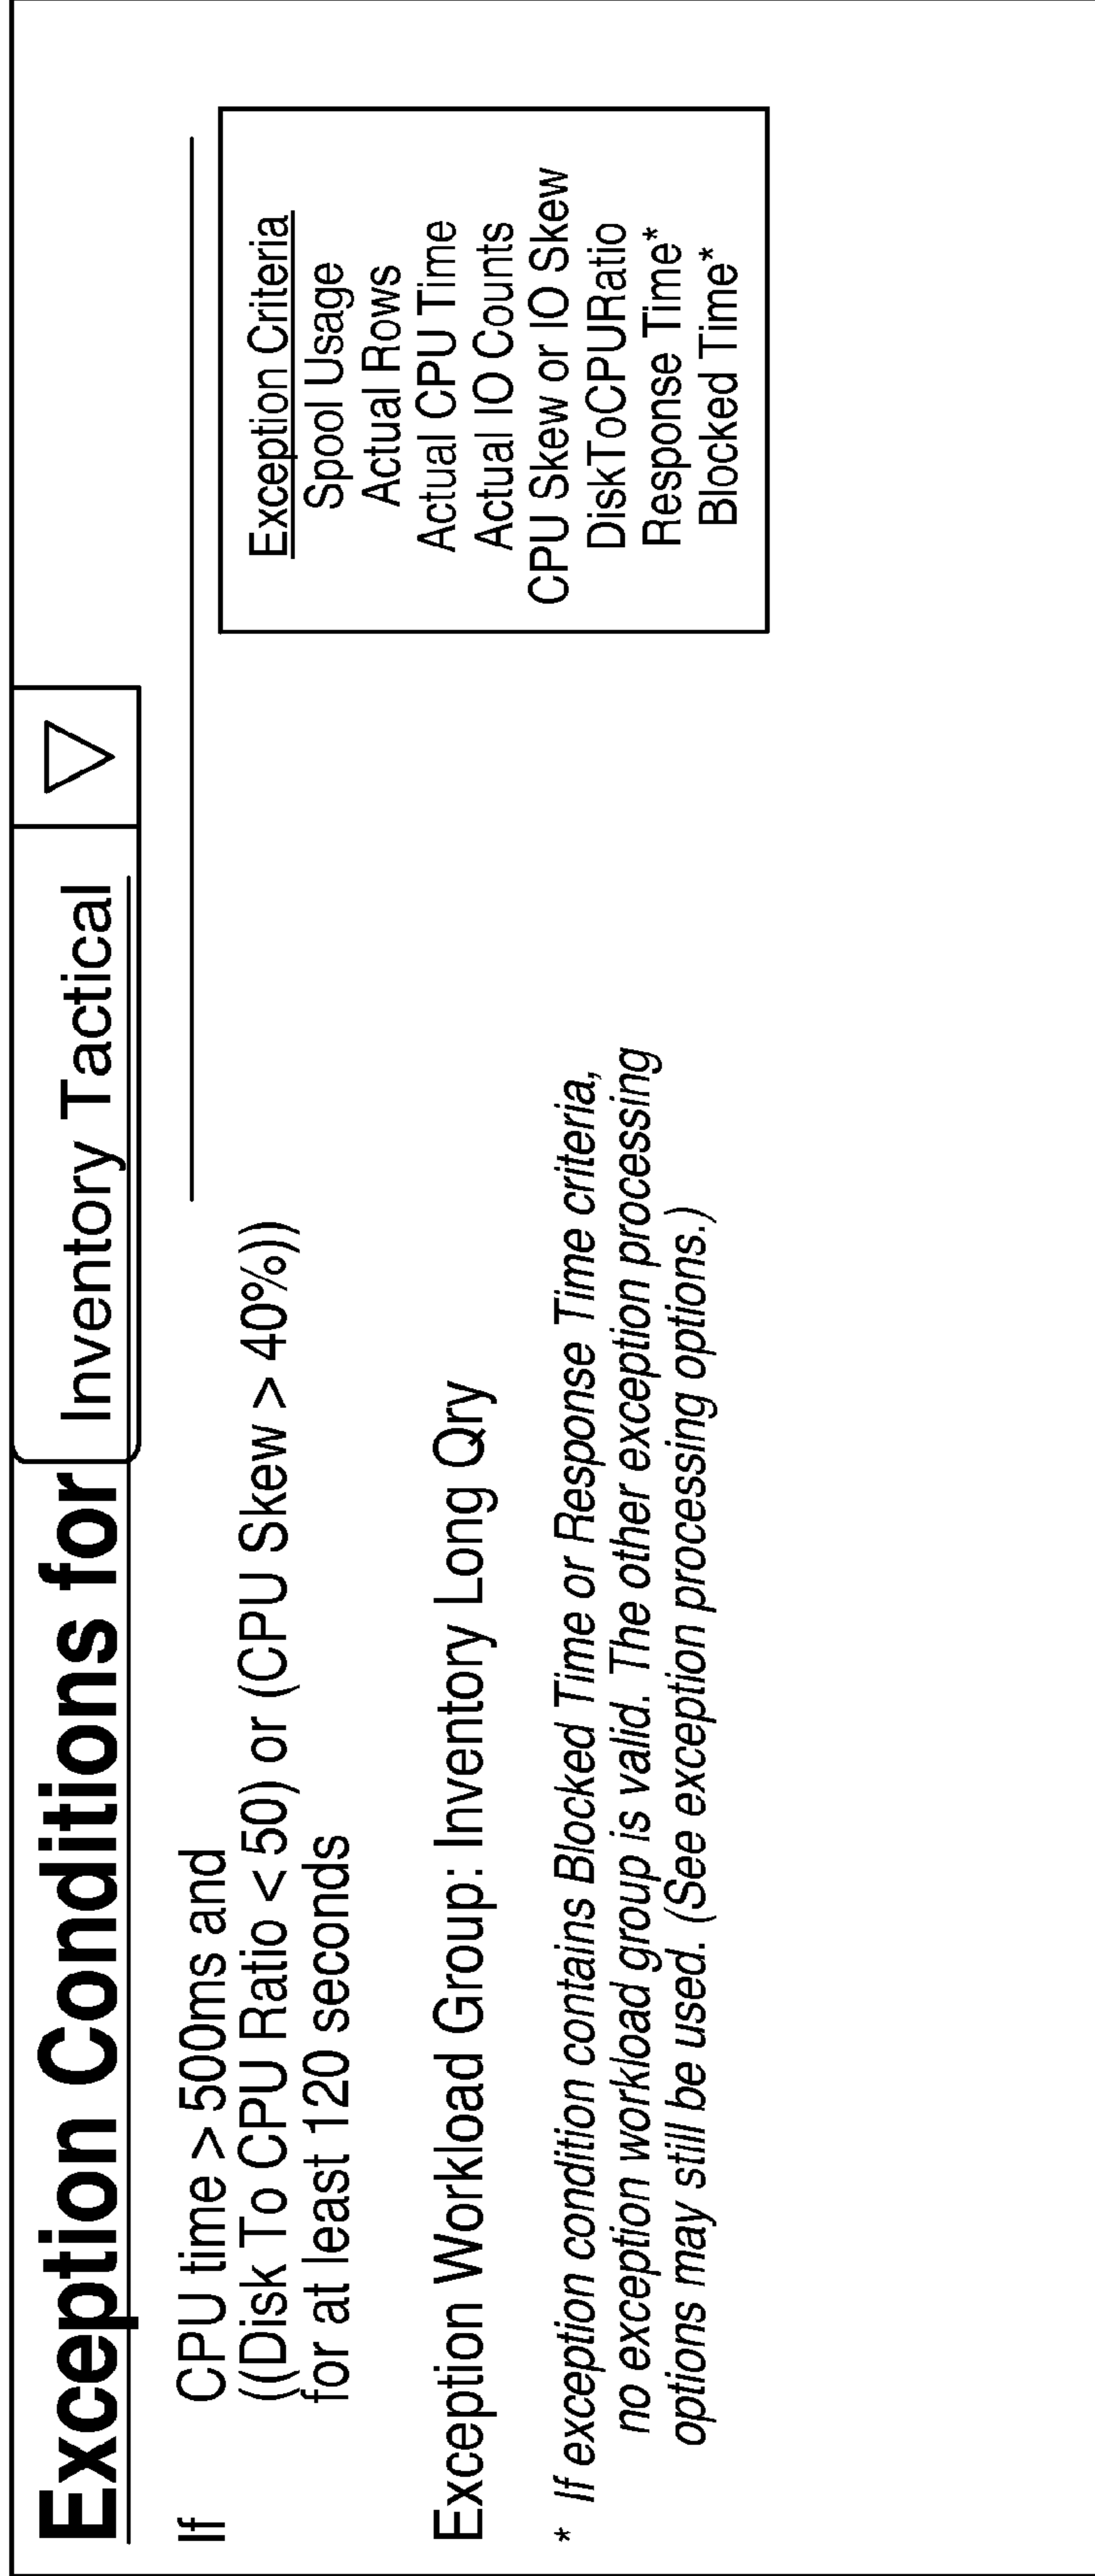 Exception Conditions for Inventory Tactical
If CPU time > 500ms and
((Disk To CPU Ratio < 50) or (CPU Skew > 40%))
for at least 120 seconds
Exception Workload Group: Inventory Long Qry
* If exception condition contains Blocked Time or Response Time criteria,
no exception workload group is valid. The other exception processing
options may still be used. (See exception processing options.)
Exception Criteria
Spool Usage
Actual Rows
Actual CPU Time
Actual IO Counts
CPU Skew or IO Skew
DiskToCPURatio
Response Time*
Blocked Time*